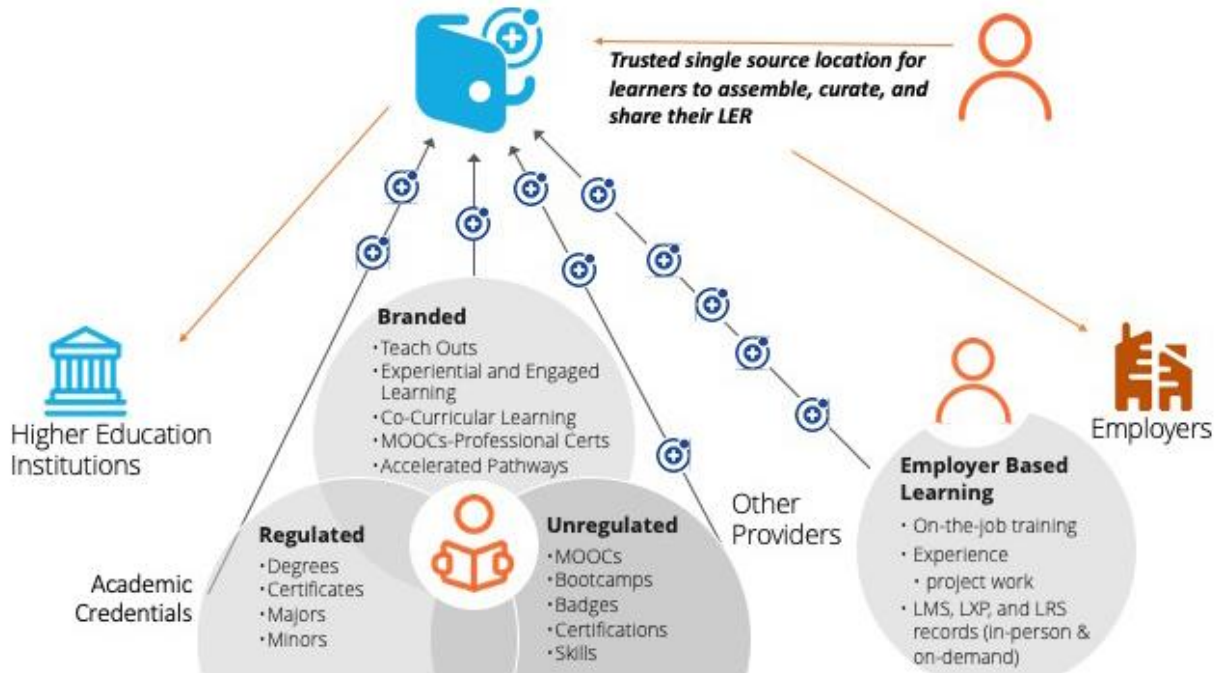 Trusted single source location for
learners to assemble, curate, and
share their LER
Higher Education
Institutions
Employers
Branded
•Teach Outs
•Experiential and Engaged
Learning
•Co-Curricular Learning
•MOOCs-Professional Certs
•Accelerated Pathways
Academic
Credentials
Regulated
•Degrees
•Certificates
•Majors
•Minors
Unregulated
•MOOCs
•Bootcamps
•Badges
•Certifications
•Skills
Other
Providers
Employer Based
Learning
• On-the-job training
• Experience
• project work
• LMS, LXP, and LRS
records (in-person &
on-demand)